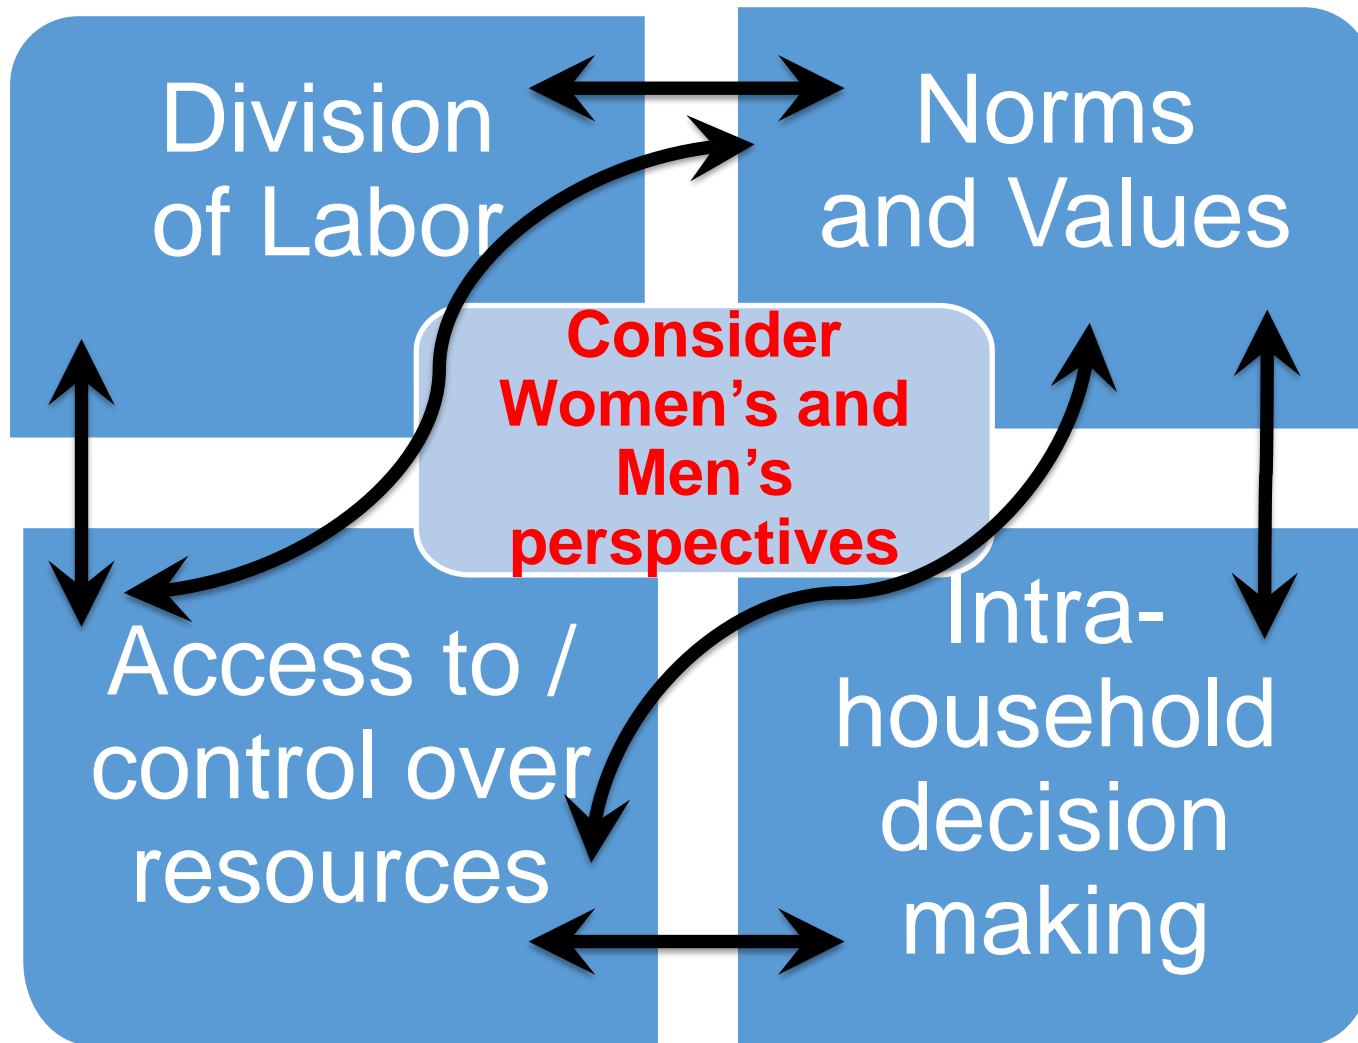 Division
of Labor
Norms
and Values
Consider
Women’s and
Men’s
perspectives
Access to /
control over
resources
Intra-
household
decision
making